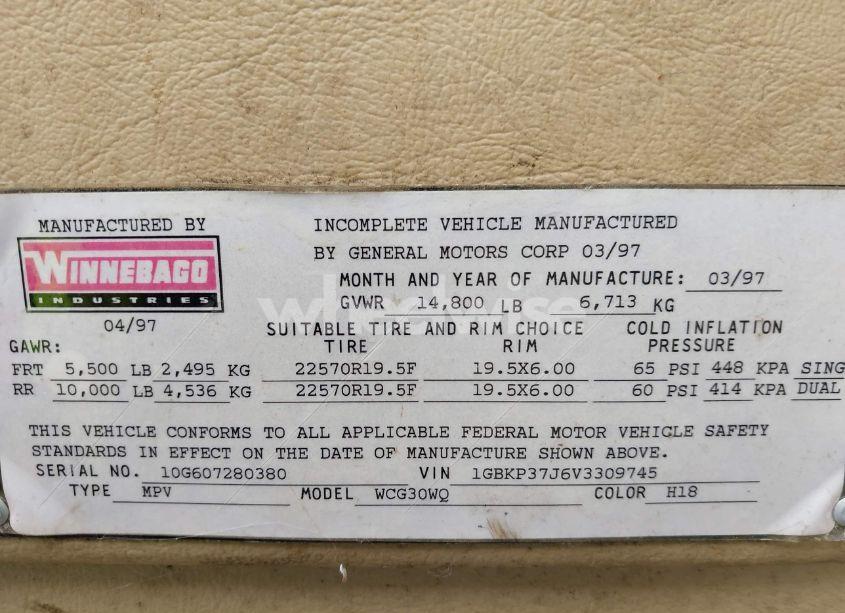 MANUFACTURED BY
WINNEBAGO
INDUSTRIES
04/97
INCOMPLETE VEHICLE MANUFACTURED
BY GENERAL MOTORS CORP 03/97
MONTH AND YEAR OF MANUFACTURE: 03/97
GVWR 14,800 LB 6,713 KG
SUITABLE TIRE AND RIM CHOICE COLD INFLATION
GAWR: TIRE RIM PRESSURE
FRT 5,500 LB 2,495 KG 22570R19.5F 19.5X6.00 65 PSI 448 KPA SING
RR 10,000 LB 4,536 KG 22570R19.5F 19.5X6.00 60 PSI 414 KPA DUAL
THIS VEHICLE CONFORMS TO ALL APPLICABLE FEDERAL MOTOR VEHICLE SAFETY
STANDARDS IN EFFECT ON THE DATE OF MANUFACTURE SHOWN ABOVE.
SERIAL NO. 10G607280380 VIN 1GBKP37J6V3309745
TYPE MPV MODEL WCG30WQ COLOR H18
wheelwise